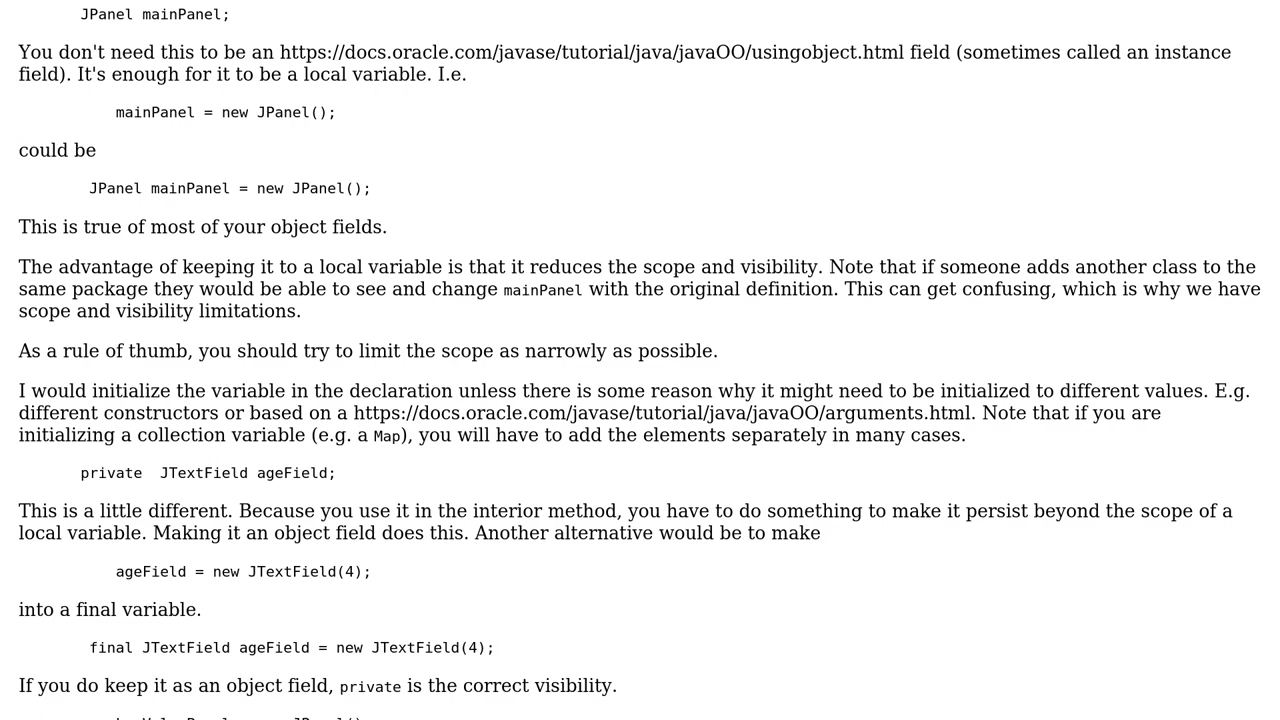 JPanel mainPanel;
You don't need this to be an https://docs.oracle.com/javase/tutorial/java/javaOO/usingobject.html field (sometimes called an instance
field). It's enough for it to be a local variable. I.e.
mainPanel = new JPanel();
could be
JPanel mainPanel = new JPanel();
This is true of most of your object fields.
The advantage of keeping it to a local variable is that it reduces the scope and visibility. Note that if someone adds another class to the
same package they would be able to see and change mainPanel with the original definition. This can get confusing, which is why we have
scope and visibility limitations.
As a rule of thumb, you should try to limit the scope as narrowly as possible.
I would initialize the variable in the declaration unless there is some reason why it might need to be initialized to different values. E.g.
different constructors or based on a https://docs.oracle.com/javase/tutorial/java/javaOO/arguments.html. Note that if you are
initializing a collection variable (e.g. a Map), you will have to add the elements separately in many cases.
private  JTextField ageField;
This is a little different. Because you use it in the interior method, you have to do something to make it persist beyond the scope of a
local variable. Making it an object field does this. Another alternative would be to make
ageField = new JTextField(4);
into a final variable.
final JTextField ageField = new JTextField(4);
If you do keep it as an object field, private is the correct visibility.